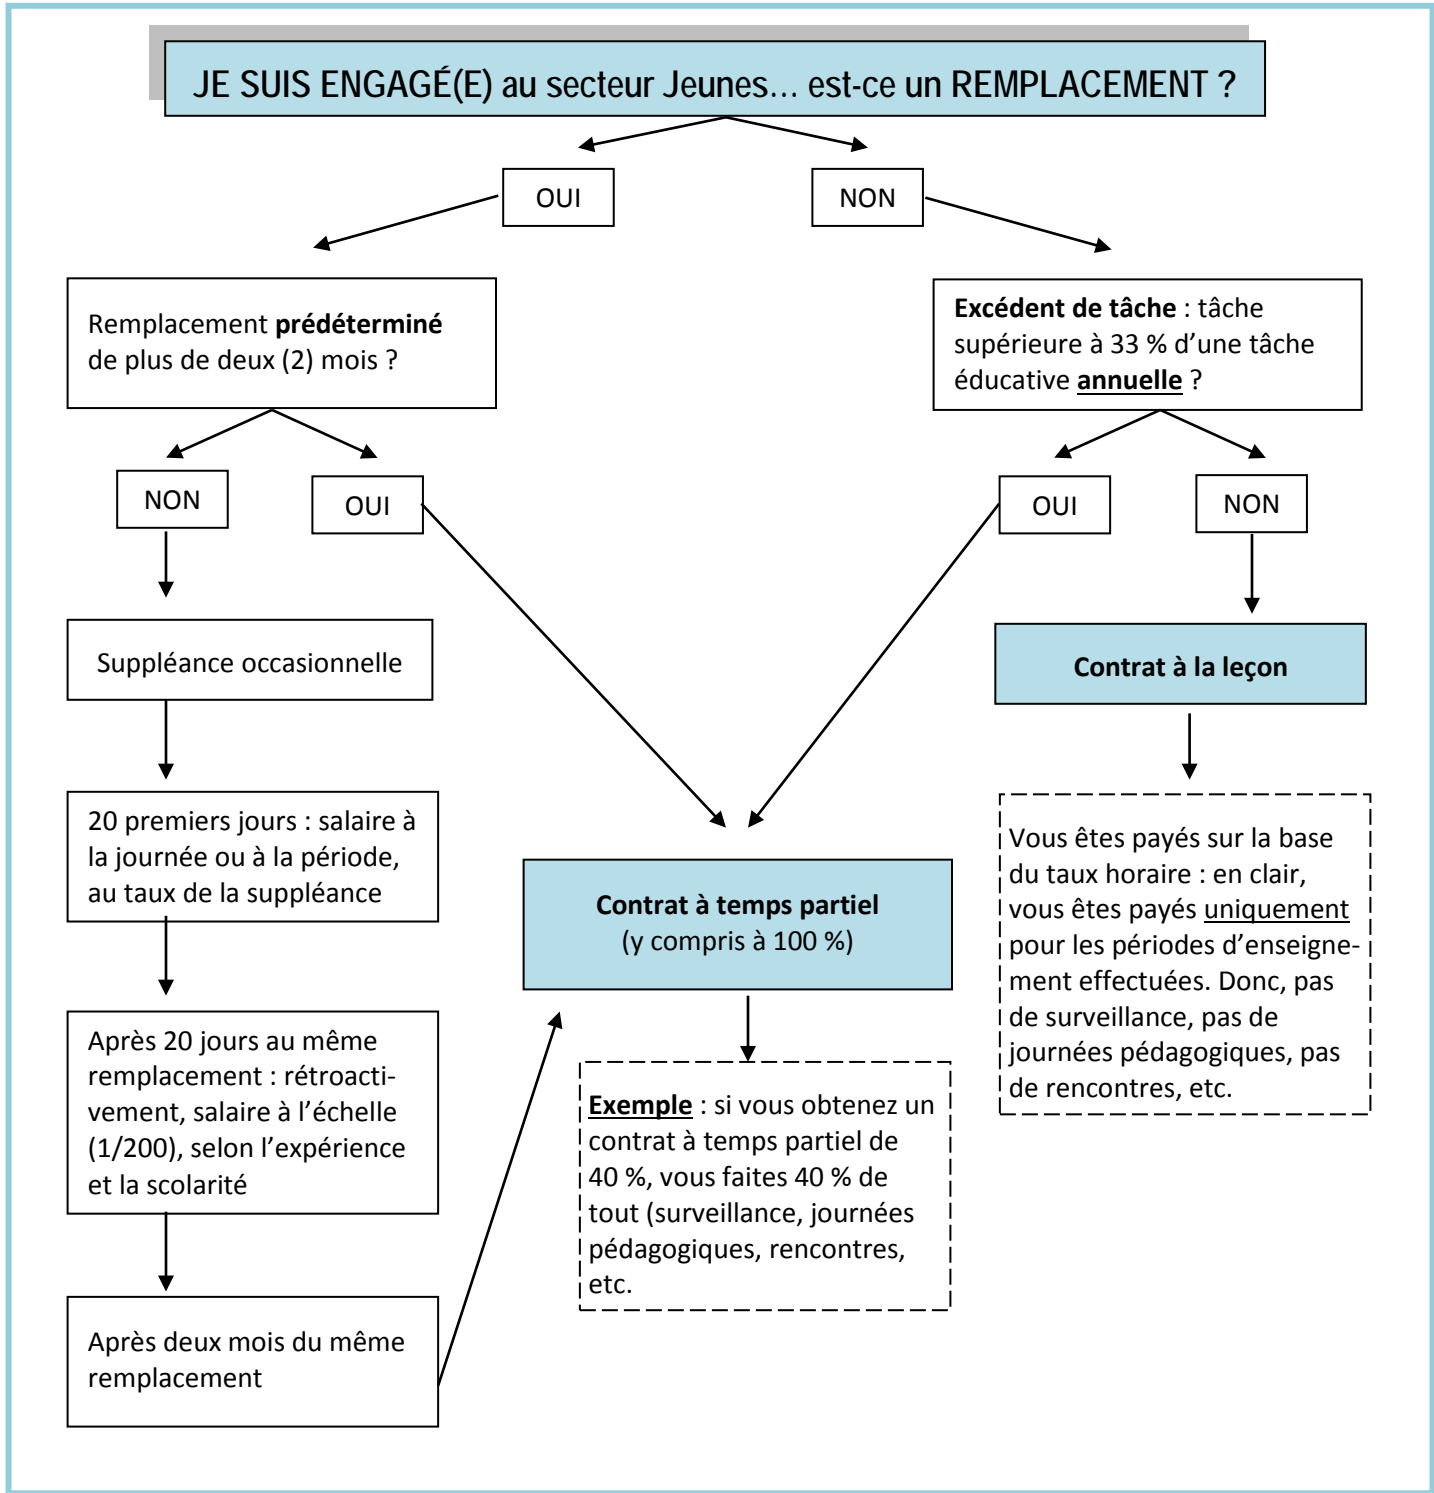 JE SUIS ENGAGÉ(E) au secteur Jeunes… est-ce un REMPLACEMENT ?
OUI
NON
Remplacement prédéterminé
de plus de deux (2) mois ?
Excédent de tâche : tâche
supérieure à 33 % d’une tâche
éducative annuelle ?
NON
OUI
OUI
NON
Suppléance occasionnelle
Contrat à la leçon
20 premiers jours : salaire à
la journée ou à la période,
au taux de la suppléance
Vous êtes payés sur la base
du taux horaire : en clair,
vous êtes payés uniquement
pour les périodes d’enseigne-
ment effectuées. Donc, pas
de surveillance, pas de
journées pédagogiques, pas
de rencontres, etc.
Contrat à temps partiel
(y compris à 100 %)
Après 20 jours au même
remplacement : rétroacti-
vement, salaire à l’échelle
(1/200), selon l’expérience
et la scolarité
Exemple : si vous obtenez un
contrat à temps partiel de
40 %, vous faites 40 % de
tout (surveillance, journées
pédagogiques, rencontres,
etc.
Après deux mois du même
remplacement